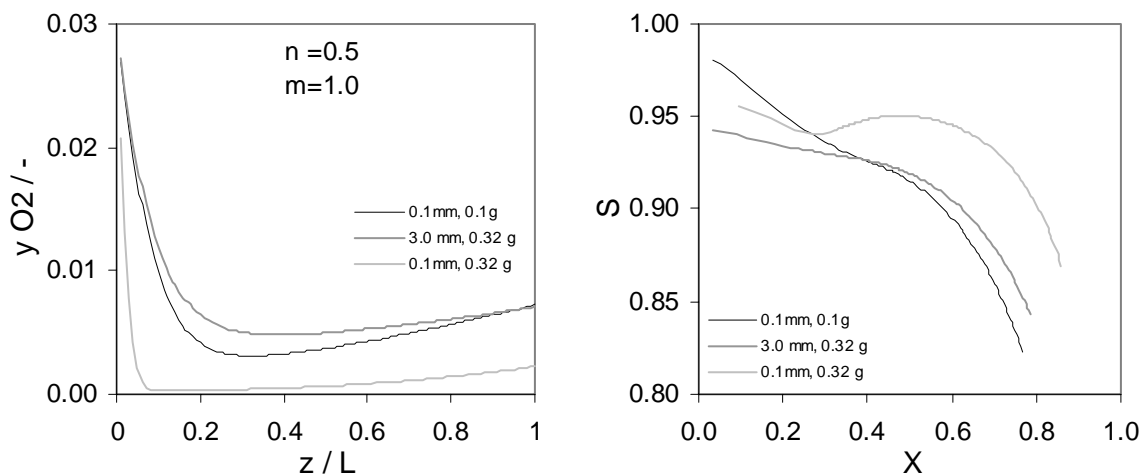 0.03
0.02
0.01
0.00
y O2 / -
n =0.5
m=1.0
0.1mm, 0.1g
3.0 mm, 0.32 g
0.1mm, 0.32 g
0 0.2 0.4 0.6 0.8 1
z / L
1.00
0.95
0.90
0.85
0.80
S
0.1mm, 0.1g
3.0 mm, 0.32 g
0.1mm, 0.32 g
0.0 0.2 0.4 0.6 0.8 1.0
X